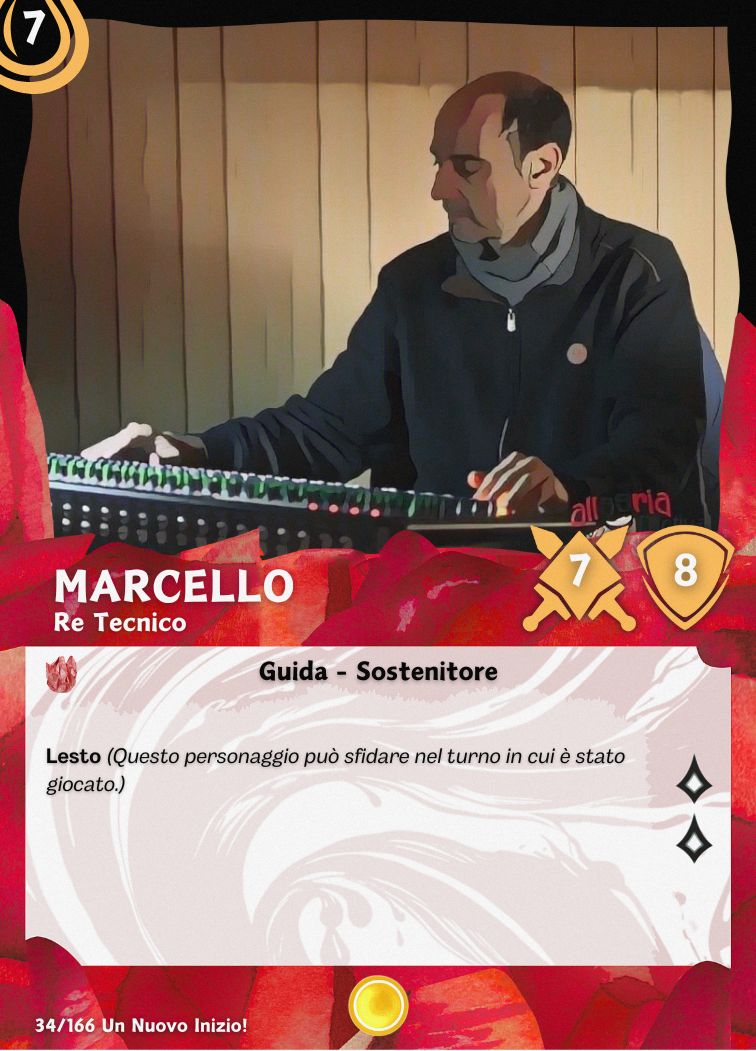 7
MARCELLO
Re Tecnico
7
8
Guida - Sostenitore
Lesto (Questo personaggio può sfidare nel turno in cui è stato
giocato.)
34/166 Un Nuovo Inizio!